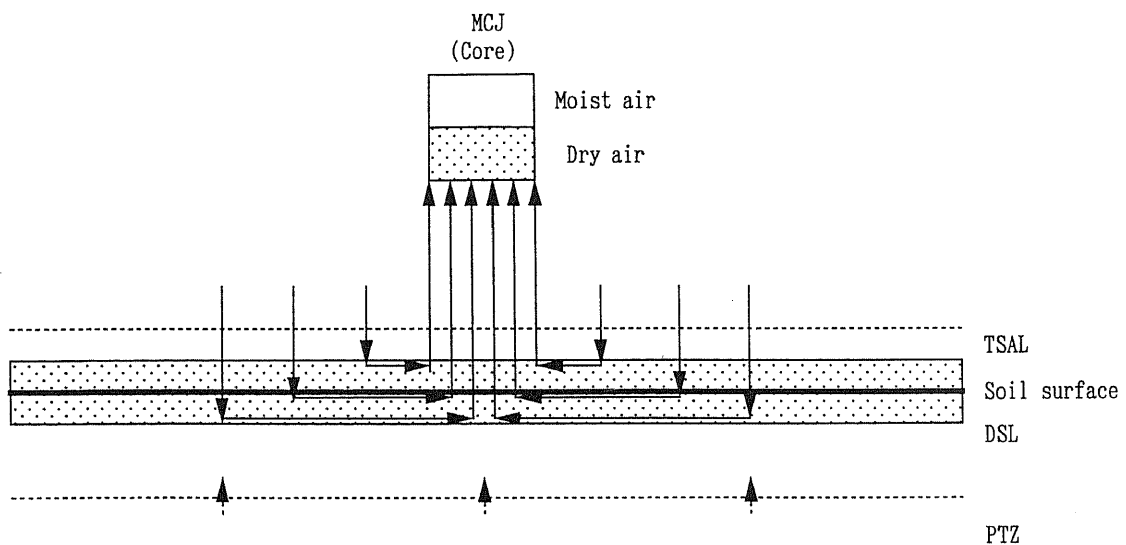 MCJ
(Core)
Moist air
Dry air
TSAL
Soil surface
DSL
PTZ